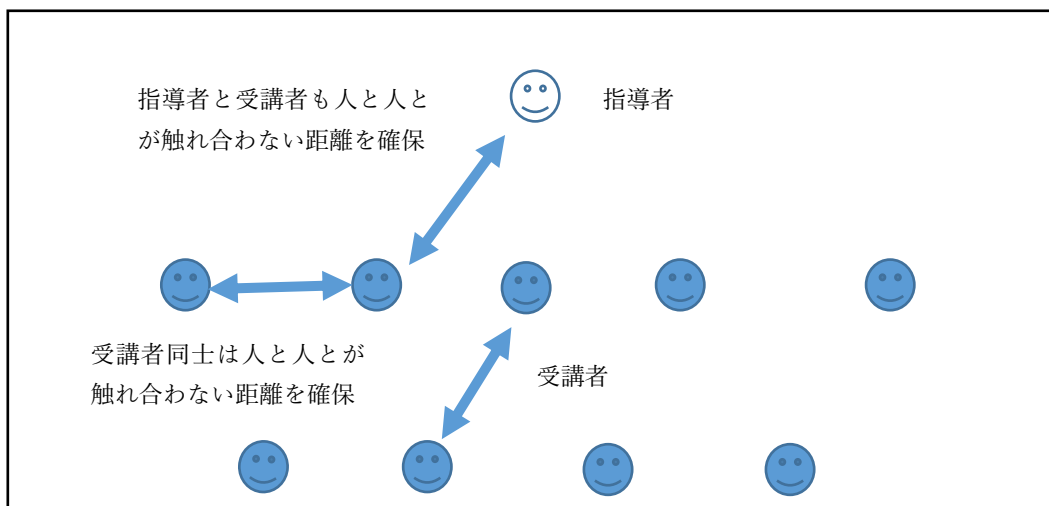 指導者と受講者も人と人と
が触れ合わない距離を確保
指導者
受講者同士は人と人とが
触れ合わない距離を確保
受講者